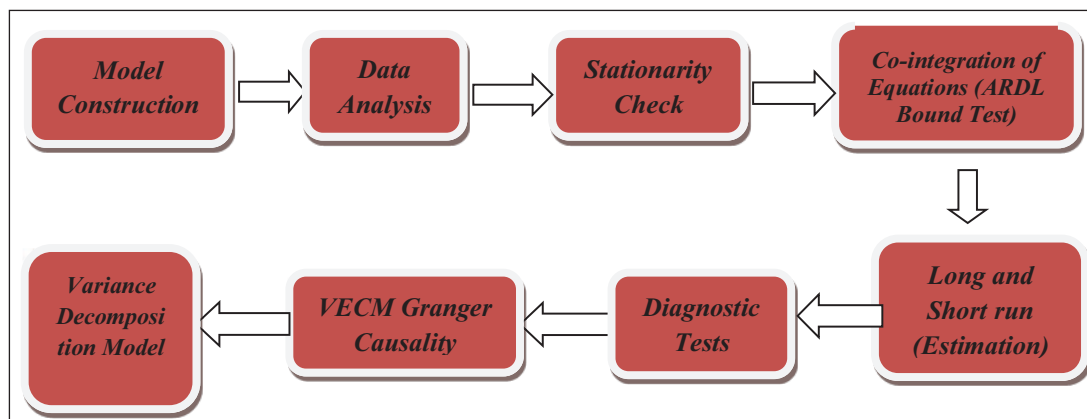 Model
Construction
Data
Analysis
Stationarity
Check
Co-integration of
Equations (ARDL
Bound Test)
Long and
Short run
(Estimation)
Diagnostic
Tests
VECM Granger
Causality
Variance
Decomposi
tion Model